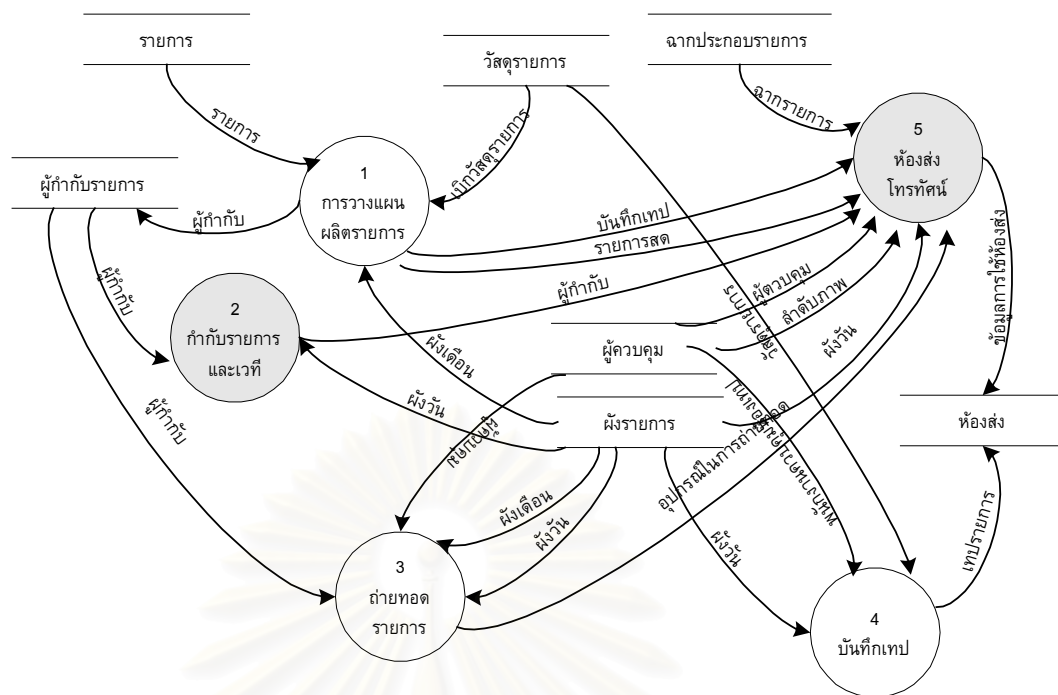 รายการ
วัสดุรายการ
ฉากประกอบรายการ
รายการ
เบิกวัสดุรายการ
ฉากรายการ
ผู้กำกับรายการ
1
การวางแผน
ผลิตรายการ
5
ห้องส่ง
โทรทัศน์
ผู้กำกับ
บันทึกเทป
รายการสด
ผู้กำกับ
ผู้กำกับ
2
กำกับรายการ
และเวที
ผู้ตวบคุม
ลำดับภาพ
วัสดุรายการ
ผังวัน
ข้อมูลการใช้ห้องส่ง
ผังเดือน
ผู้ควบคุม
ผังวัน
ผู้กำกับ
ผังรายการ
ห้องส่ง
อุปกรณ์ในการถ่ายทอด
ผังเดือน
ผังวัน
ผังวัน
เทปรายการ
3
ถ่ายทอด
รายการ
4
บันทึกเทป